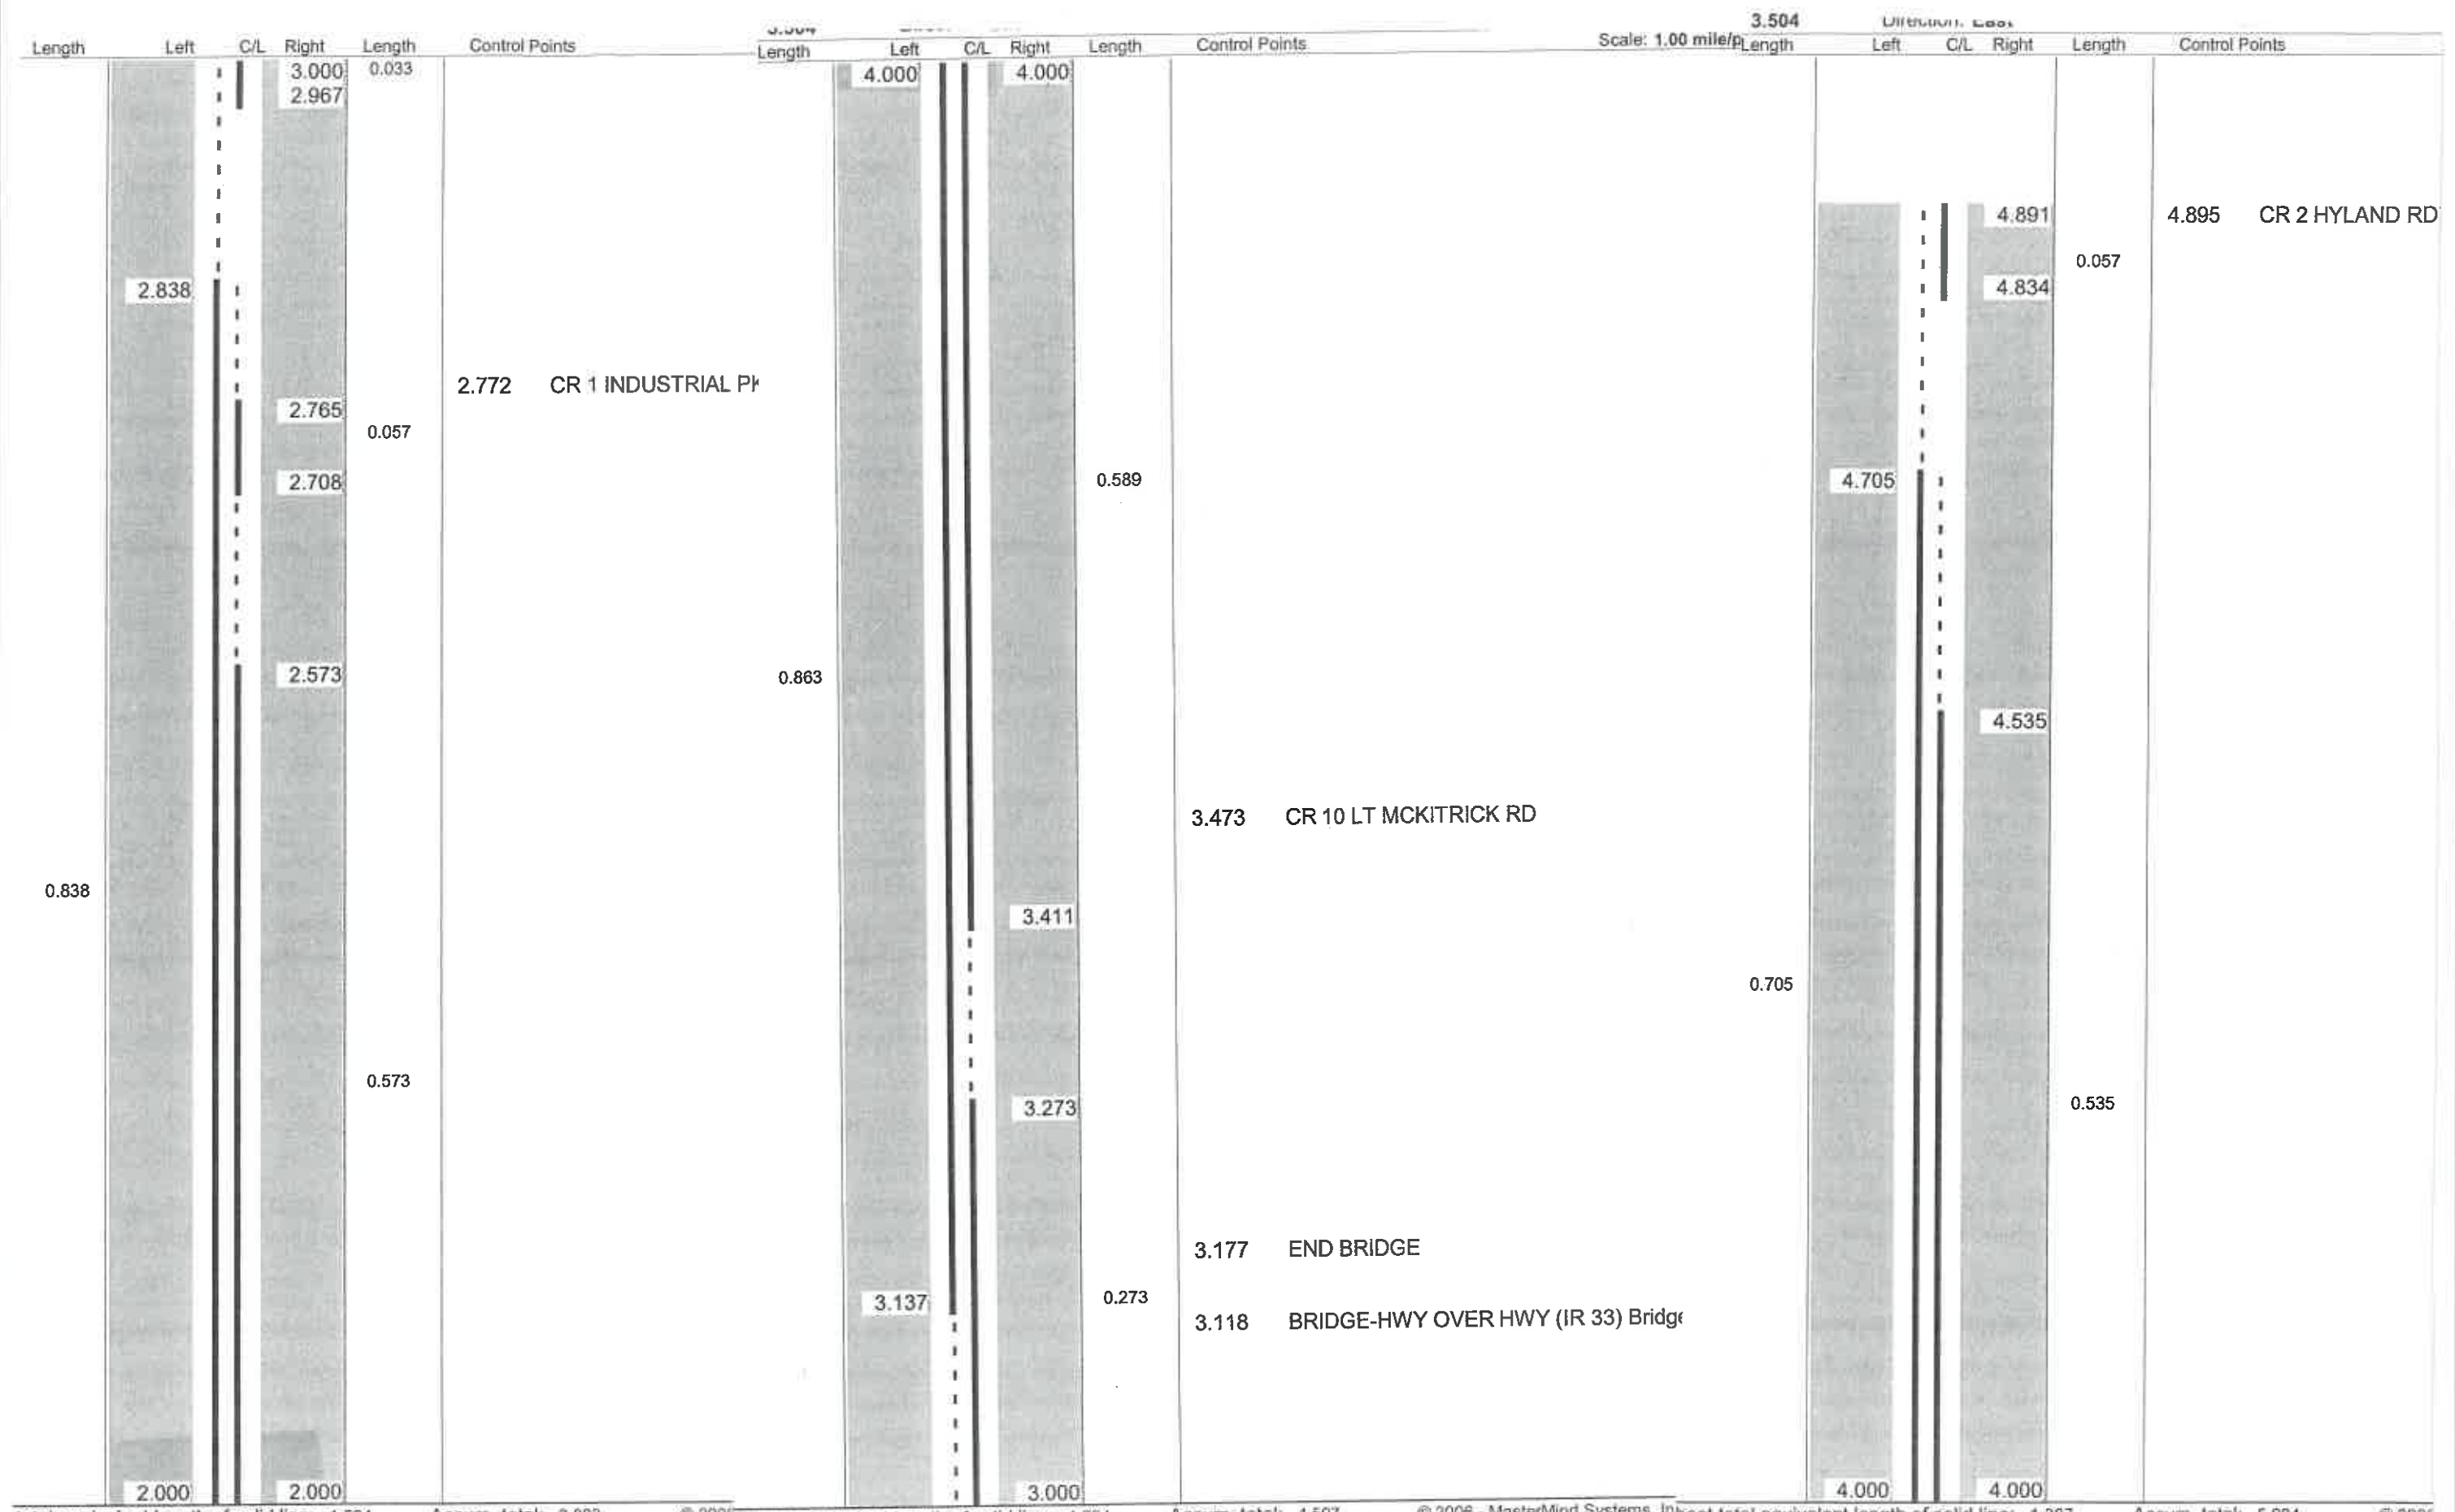 Length Left C/L Right Length Control Points
3.000 0.033
2.967
2.838
2.772 CR 1 INDUSTRIAL
2.765
0.057
2.708
2.573
0.838
0.573
2.000 2.000
Length Left C/L Right Length Control Points
Scale: 1.00
4.000 4.000
0.589
0.863
3.473 CR 10 LT MCKITRICK RD
3.411
3.273
3.177 END BRIDGE
3.137
0.273
3.118 BRIDGE-HWY OVER HWY (IR 33) Bridge
3.000
© 2006 - MasterMind Systems,
3.504 Direction: East
Length Left C/L Right Length Control Points
4.891
4.895 CR 2 HYLAND RD
0.057
4.834
4.705
4.535
0.705
0.535
4.000 4.000